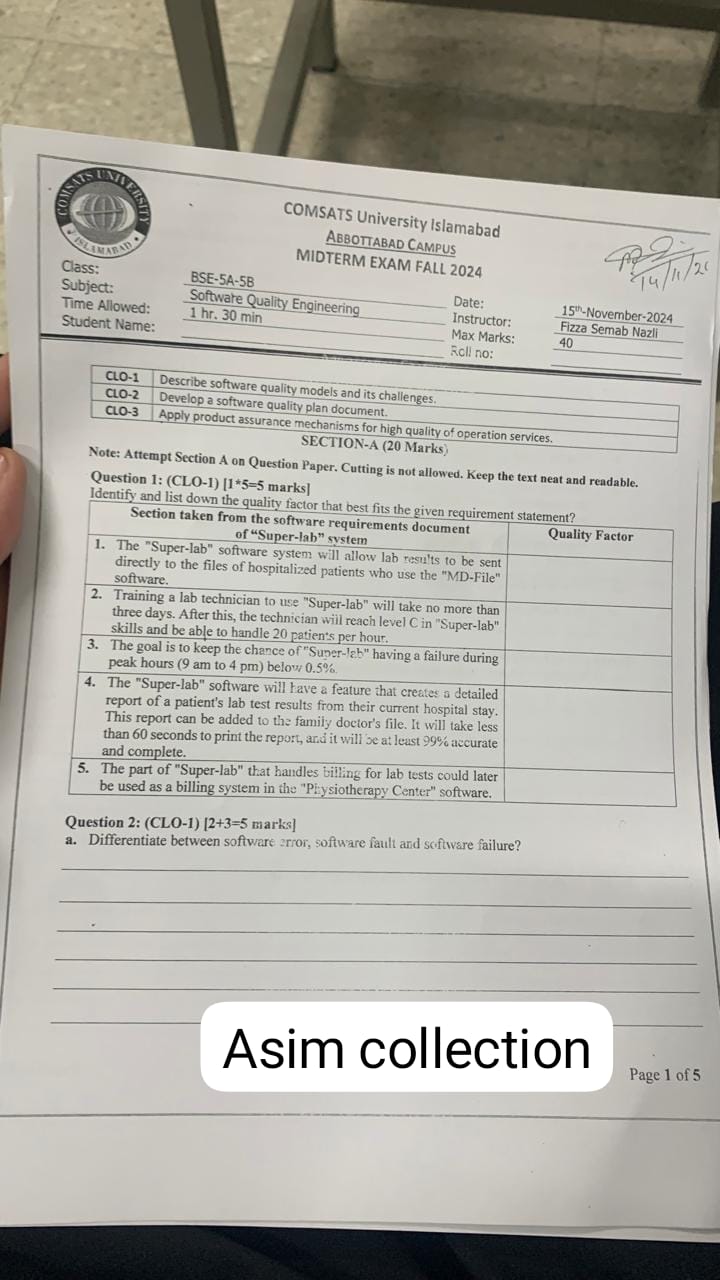 COMSATS UNIVERSITY
ISLAMABAD
COMSATS University Islamabad
ABBOTTABAD CAMPUS
MIDTERM EXAM FALL 2024
14/11/2
Class: BSE-5A-5B
Subject: Software Quality Engineering
Time Allowed: 1 hr. 30 min
Student Name:
Date: 15th-November-2024
Instructor: Fizza Semab Nazli
Max Marks: 40
Roll no:
CLO-1 Describe software quality models and its challenges.
CLO-2 Develop a software quality plan document.
CLO-3 Apply product assurance mechanisms for high quality of operation services.
SECTION-A (20 Marks)
Note: Attempt Section A on Question Paper. Cutting is not allowed. Keep the text neat and readable.
Question 1: (CLO-1) [1*5=5 marks]
Identify and list down the quality factor that best fits the given requirement statement?
Section taken from the software requirements document
of “Super-lab” system
Quality Factor
1. The "Super-lab" software system will allow lab results to be sent
directly to the files of hospitalized patients who use the "MD-File"
software.
2. Training a lab technician to use "Super-lab" will take no more than
three days. After this, the technician will reach level C in "Super-lab"
skills and be able to handle 20 patients per hour.
3. The goal is to keep the chance of "Super-lab" having a failure during
peak hours (9 am to 4 pm) below 0.5%.
4. The "Super-lab" software will have a feature that creates a detailed
report of a patient's lab test results from their current hospital stay.
This report can be added to the family doctor's file. It will take less
than 60 seconds to print the report, and it will be at least 99% accurate
and complete.
5. The part of "Super-lab" that handles billing for lab tests could later
be used as a billing system in the "Physiotherapy Center" software.
Question 2: (CLO-1) [2+3=5 marks]
a. Differentiate between software error, software fault and software failure?
Asim collection
Page 1 of 5